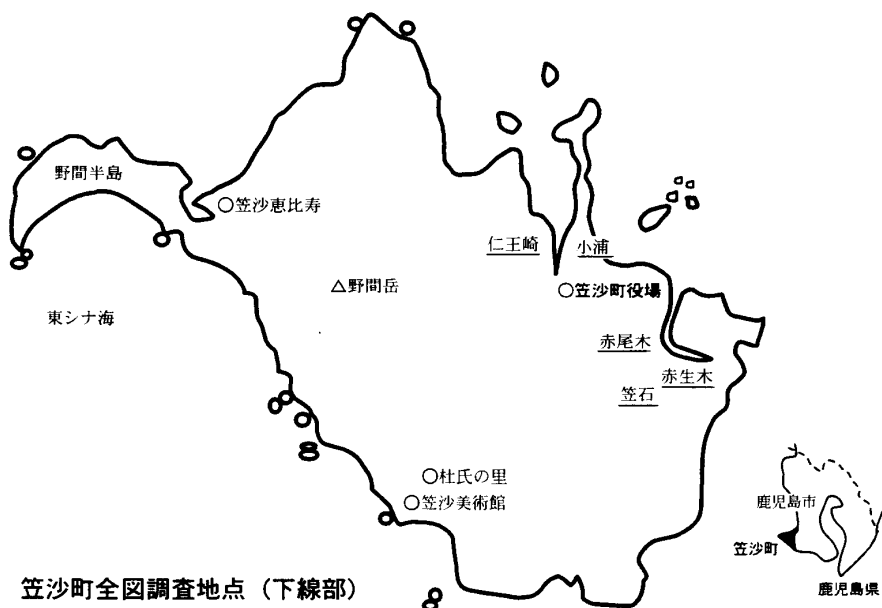 野間半島
○笠沙恵比寿
仁王崎
小浦
△野間岳
○笠沙町役場
東シナ海
赤尾木
赤生木
笠石
○杜氏の里
○笠沙美術館
鹿児島市
笠沙町
鹿児島県
笠沙町全図調査地点（下線部）